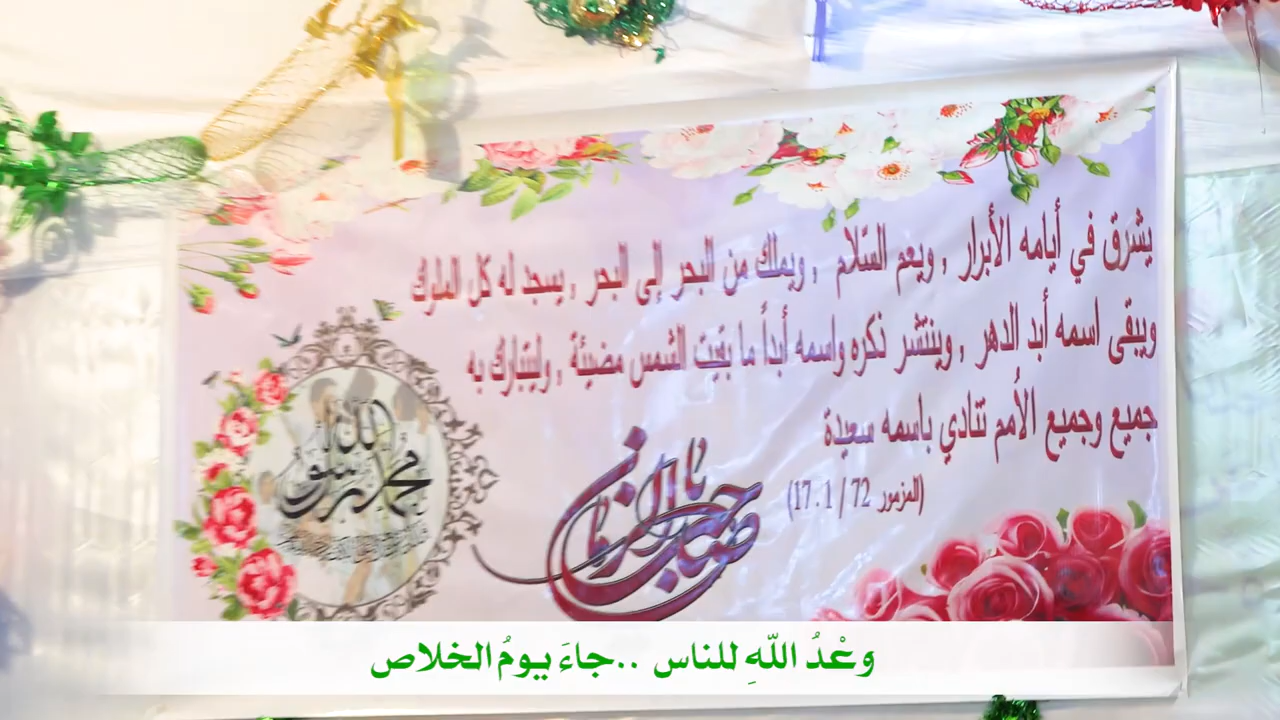 يشرق في أيامه الأبرار , ويعم السّلام , ويملك من البحر إلى البحر , يسجد له كل الملوك
ويبقى اسمه أبد الدهر , وينتشر ذكره واسمه أبداً ما بقيت الشمس مضيئة , وليتبارك به
جميع وجميع الأمم تنادي باسمه سعيدة
(المزمور 72 / 1 . 17)
يا صاحب الزمان
محمد رسول الله
وعْدُ اللّهِ للناس ..جاءَ يومُ الخلاص